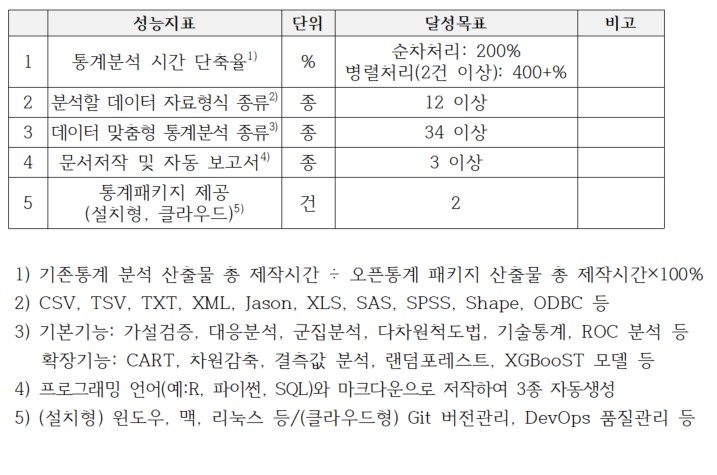 성능지표 단위 달성목표 비고
1 통계분석 시간 단축율1) % 순차처리: 200%
병렬처리(2건 이상): 400+%
2 분석할 데이터 자료형식 종류2) 종 12 이상
3 데이터 맞춤형 통계분석 종류3) 종 34 이상
4 문서저작 및 자동 보고서4) 종 3 이상
5 통계패키지 제공
(설치형, 클라우드)5) 건 2
1) 기존통계 분석 산출물 총 제작시간 ÷ 오픈통계 패키지 산출물 총 제작시간×100%
2) CSV, TSV, TXT, XML, Jason, XLS, SAS, SPSS, Shape, ODBC 등
3) 기본기능: 가설검증, 대응분석, 군집분석, 다차원척도법, 기술통계, ROC 분석 등
확장기능: CART, 차원감축, 결측값 분석, 랜덤포레스트, XGBooST 모델 등
4) 프로그래밍 언어(예:R, 파이썬, SQL)와 마크다운으로 저작하여 3종 자동생성
5) (설치형) 윈도우, 맥, 리눅스 등/(클라우드형) Git 버전관리, DevOps 품질관리 등